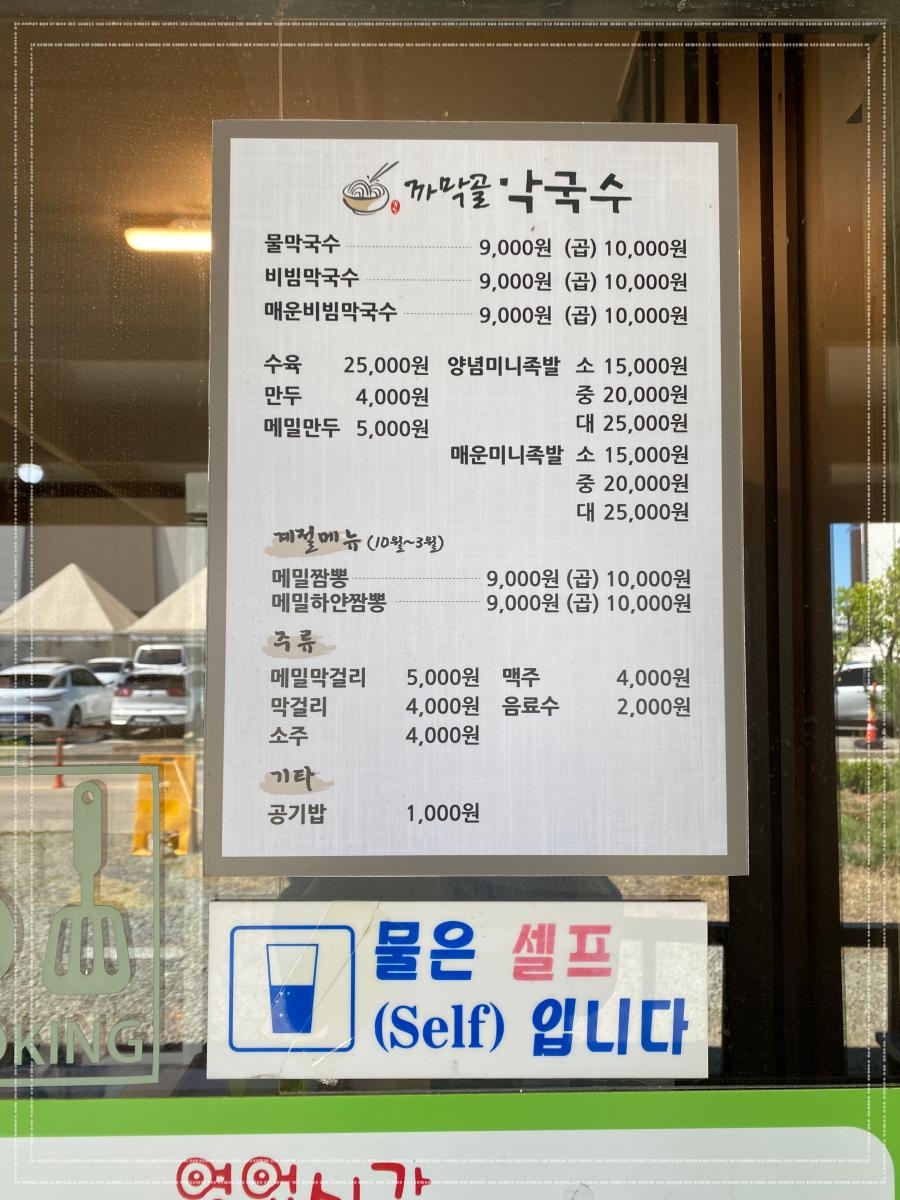 까막골 막국수
물막국수 9,000원 (곱) 10,000원
비빔막국수 9,000원 (곱) 10,000원
매운비빔막국수 9,000원 (곱) 10,000원
수육 25,000원 양념미니족발 소 15,000원
만두 4,000원 중 20,000원
메밀만두 5,000원 대 25,000원
매운미니족발 소 15,000원
중 20,000원
대 25,000원
계절메뉴 (10월~3월)
메밀짬뽕 9,000원 (곱) 10,000원
메밀하얀짬뽕 9,000원 (곱) 10,000원
주류
메밀막걸리 5,000원 맥주 4,000원
막걸리 4,000원 음료수 2,000원
소주 4,000원
기타
공기밥 1,000원
물은 셀프
(Self) 입니다
OKING
영업시간